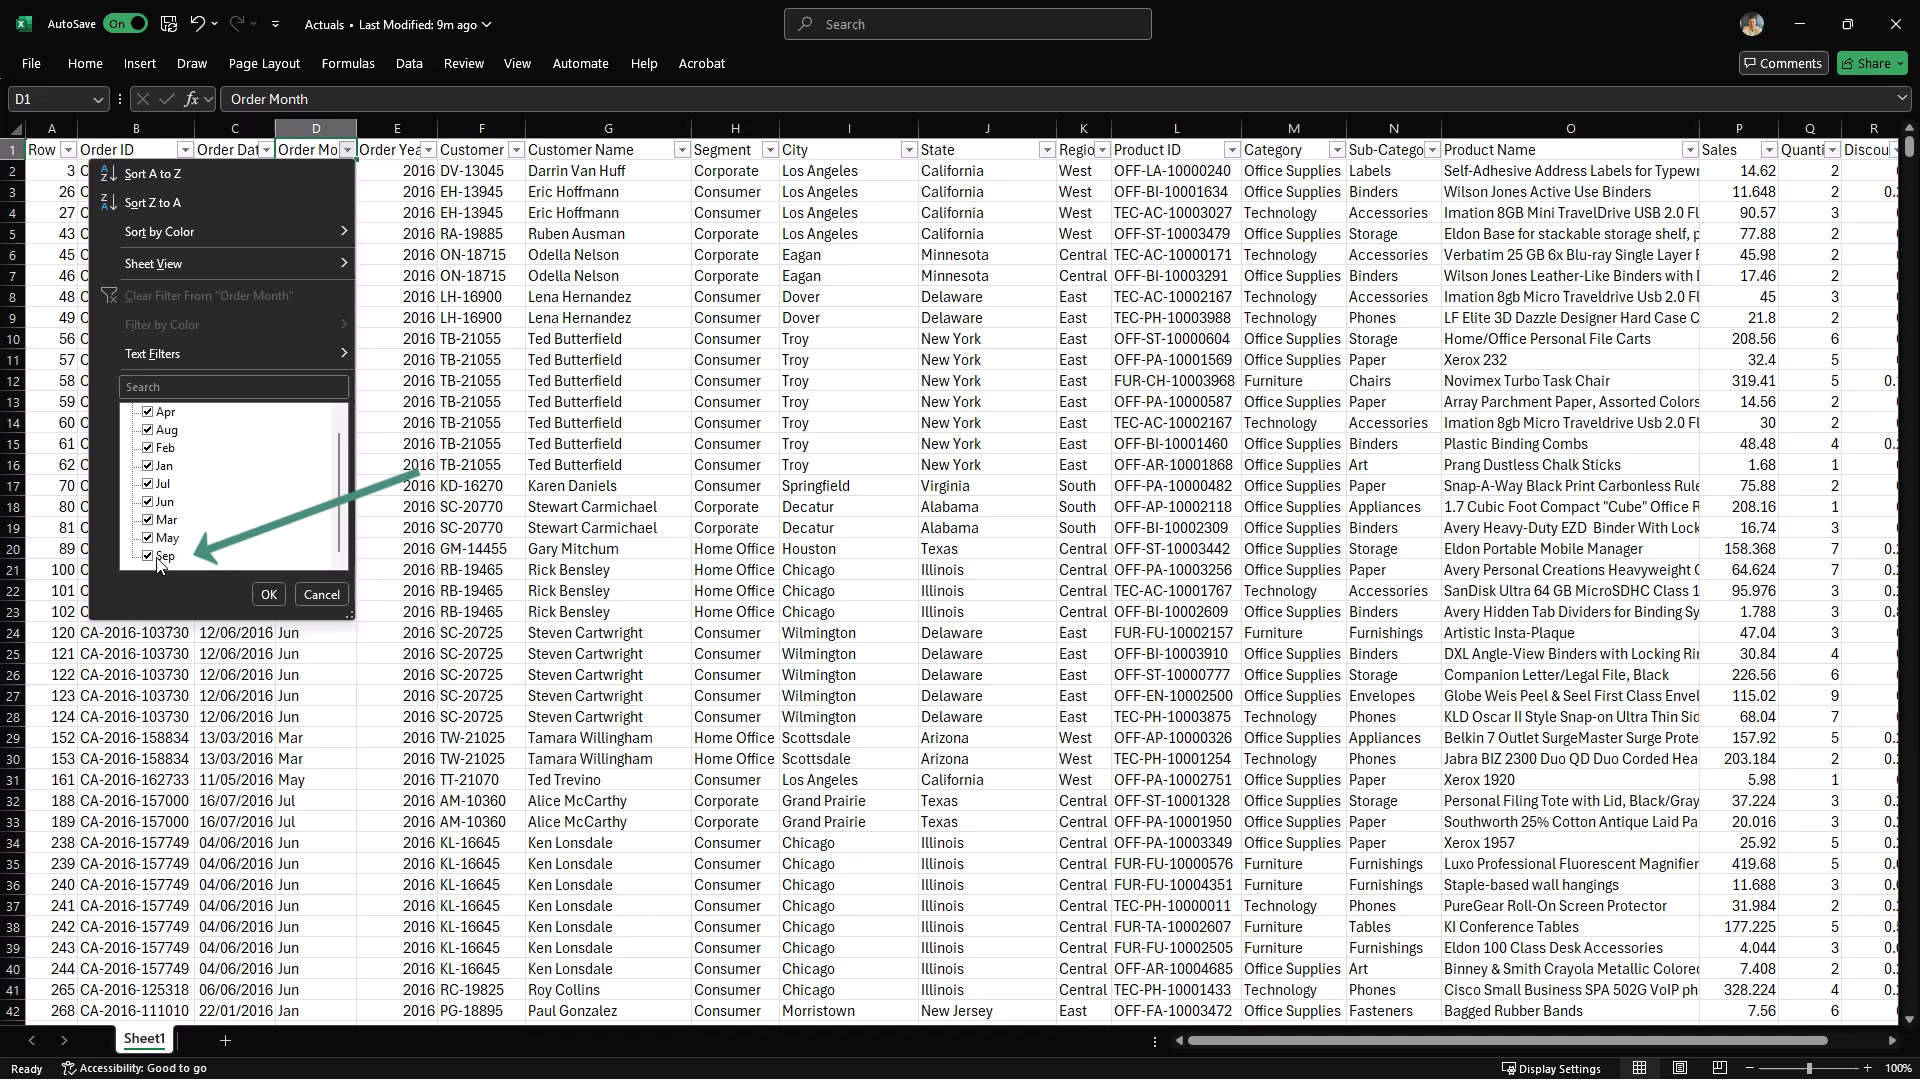 AutoSave On Actuals • Last Modified: 9m ago Search
File Home Insert Draw Page Layout Formulas Data Review View Automate Help Acrobat Comments Share
D1 fx Order Month
A B C D E F G H I J K L M N O P Q R
1 Row Order ID Order Dat Order Mo Order Yea Customer Customer Name Segment City State Regio Product ID Category Sub-Catego Product Name Sales Quanti Discou
2 3 2016 DV-13045 Darrin Van Huff Corporate Los Angeles California West OFF-LA-10000240 Office Supplies Labels Self-Adhesive Address Labels for Typewr 14.62 2
3 26 2016 EH-13945 Eric Hoffmann Consumer Los Angeles California West OFF-BI-10001634 Office Supplies Binders Wilson Jones Active Use Binders 11.648 2 0.
4 27 2016 EH-13945 Eric Hoffmann Consumer Los Angeles California West TEC-AC-10003027 Technology Accessories Imation 8GB Mini TravelDrive USB 2.0 Fl 90.57 3
5 43 2016 RA-19885 Ruben Ausman Corporate Los Angeles California West OFF-ST-10003479 Office Supplies Storage Eldon Base for stackable storage shelf, p 77.88 2
6 45 2016 ON-18715 Odella Nelson Corporate Eagan Minnesota Central TEC-AC-10000171 Technology Accessories Verbatim 25 GB 6x Blu-ray Single Layer F 45.98 2
7 46 2016 ON-18715 Odella Nelson Corporate Eagan Minnesota Central OFF-BI-10003291 Office Supplies Binders Wilson Jones Leather-Like Binders with D 17.46 2
8 48 2016 LH-16900 Lena Hernandez Consumer Dover Delaware East TEC-AC-10002167 Technology Accessories Imation 8gb Micro Traveldrive Usb 2.0 Fl 45 3
9 49 2016 LH-16900 Lena Hernandez Consumer Dover Delaware East TEC-PH-10003988 Technology Phones LF Elite 3D Dazzle Designer Hard Case C 21.8 2
10 56 2016 TB-21055 Ted Butterfield Consumer Troy New York East OFF-ST-10000604 Office Supplies Storage Home/Office Personal File Carts 208.56 6
11 57 2016 TB-21055 Ted Butterfield Consumer Troy New York East OFF-PA-10001569 Office Supplies Paper Xerox 232 32.4 5
12 58 2016 TB-21055 Ted Butterfield Consumer Troy New York East FUR-CH-10003968 Furniture Chairs Novimex Turbo Task Chair 319.41 5 0.
13 59 2016 TB-21055 Ted Butterfield Consumer Troy New York East OFF-PA-10000587 Office Supplies Paper Array Parchment Paper, Assorted Colors 14.56 2
14 60 2016 TB-21055 Ted Butterfield Consumer Troy New York East TEC-AC-10002167 Technology Accessories Imation 8gb Micro Traveldrive Usb 2.0 Fl 30 2
15 61 2016 TB-21055 Ted Butterfield Consumer Troy New York East OFF-BI-10001460 Office Supplies Binders Plastic Binding Combs 48.48 4 0.
16 62 2016 TB-21055 Ted Butterfield Consumer Troy New York East OFF-AR-10001868 Office Supplies Art Prang Dustless Chalk Sticks 1.68 1
17 70 2016 KD-16270 Karen Daniels Consumer Springfield Virginia South OFF-PA-10000482 Office Supplies Paper Snap-A-Way Black Print Carbonless Rule 75.88 2
18 80 2016 SC-20770 Stewart Carmichael Corporate Decatur Alabama South OFF-AP-10002118 Office Supplies Appliances 1.7 Cubic Foot Compact "Cube" Office R 208.16 1
19 81 2016 SC-20770 Stewart Carmichael Corporate Decatur Alabama South OFF-BI-10002309 Office Supplies Binders Avery Heavy-Duty EZD Binder With Lock 16.74 3
20 89 2016 GM-14455 Gary Mitchum Home Office Houston Texas Central OFF-ST-10003442 Office Supplies Storage Eldon Portable Mobile Manager 158.368 7 0.
21 100 2016 RB-19465 Rick Bensley Home Office Chicago Illinois Central OFF-PA-10003256 Office Supplies Paper Avery Personal Creations Heavyweight C 64.624 7 0.
22 101 2016 RB-19465 Rick Bensley Home Office Chicago Illinois Central TEC-AC-10001767 Technology Accessories SanDisk Ultra 64 GB MicroSDHC Class 1 95.976 3 0.
23 102 2016 RB-19465 Rick Bensley Home Office Chicago Illinois Central OFF-BI-10002609 Office Supplies Binders Avery Hidden Tab Dividers for Binding Sy 1.788 3 0.
24 120 CA-2016-103730 12/06/2016 Jun 2016 SC-20725 Steven Cartwright Consumer Wilmington Delaware East FUR-FU-10002157 Furniture Furnishings Artistic Insta-Plaque 47.04 3
25 121 CA-2016-103730 12/06/2016 Jun 2016 SC-20725 Steven Cartwright Consumer Wilmington Delaware East OFF-BI-10003910 Office Supplies Binders DXL Angle-View Binders with Locking Rin 30.84 4
26 122 CA-2016-103730 12/06/2016 Jun 2016 SC-20725 Steven Cartwright Consumer Wilmington Delaware East OFF-ST-10000777 Office Supplies Storage Companion Letter/Legal File, Black 226.56 6
27 123 CA-2016-103730 12/06/2016 Jun 2016 SC-20725 Steven Cartwright Consumer Wilmington Delaware East OFF-EN-10002500 Office Supplies Envelopes Globe Weis Peel & Seel First Class Envel 115.02 9
28 124 CA-2016-103730 12/06/2016 Jun 2016 SC-20725 Steven Cartwright Consumer Wilmington Delaware East TEC-PH-10003875 Technology Phones KLD Oscar II Style Snap-on Ultra Thin Sid 68.04 7
29 152 CA-2016-158834 13/03/2016 Mar 2016 TW-21025 Tamara Willingham Home Office Scottsdale Arizona West OFF-AP-10000326 Office Supplies Appliances Belkin 7 Outlet SurgeMaster Surge Prote 157.92 5 0.
30 153 CA-2016-158834 13/03/2016 Mar 2016 TW-21025 Tamara Willingham Home Office Scottsdale Arizona West TEC-PH-10001254 Technology Phones Jabra BIZ 2300 Duo QD Duo Corded Hea 203.184 2 0.
31 161 CA-2016-162733 11/05/2016 May 2016 TT-21070 Ted Trevino Consumer Los Angeles California West OFF-PA-10002751 Office Supplies Paper Xerox 1920 5.98 1
32 188 CA-2016-157000 16/07/2016 Jul 2016 AM-10360 Alice McCarthy Corporate Grand Prairie Texas Central OFF-ST-10001328 Office Supplies Storage Personal Filing Tote with Lid, Black/Gray 37.224 3 0.
33 189 CA-2016-157000 16/07/2016 Jul 2016 AM-10360 Alice McCarthy Corporate Grand Prairie Texas Central OFF-PA-10001950 Office Supplies Paper Southworth 25% Cotton Antique Laid Pa 20.016 3 0.
34 238 CA-2016-157749 04/06/2016 Jun 2016 KL-16645 Ken Lonsdale Consumer Chicago Illinois Central OFF-PA-10003349 Office Supplies Paper Xerox 1957 25.92 5 0.
35 239 CA-2016-157749 04/06/2016 Jun 2016 KL-16645 Ken Lonsdale Consumer Chicago Illinois Central FUR-FU-10000576 Furniture Furnishings Luxo Professional Fluorescent Magnifier 419.68 5 0.
36 240 CA-2016-157749 04/06/2016 Jun 2016 KL-16645 Ken Lonsdale Consumer Chicago Illinois Central FUR-FU-10004351 Furniture Furnishings Staple-based wall hangings 11.688 3 0.
37 241 CA-2016-157749 04/06/2016 Jun 2016 KL-16645 Ken Lonsdale Consumer Chicago Illinois Central TEC-PH-10000011 Technology Phones PureGear Roll-On Screen Protector 31.984 2 0.
38 242 CA-2016-157749 04/06/2016 Jun 2016 KL-16645 Ken Lonsdale Consumer Chicago Illinois Central FUR-TA-10002607 Furniture Tables KI Conference Tables 177.225 5 0.
39 243 CA-2016-157749 04/06/2016 Jun 2016 KL-16645 Ken Lonsdale Consumer Chicago Illinois Central FUR-FU-10002505 Furniture Furnishings Eldon 100 Class Desk Accessories 4.044 3 0.
40 244 CA-2016-157749 04/06/2016 Jun 2016 KL-16645 Ken Lonsdale Consumer Chicago Illinois Central OFF-AR-10004685 Office Supplies Art Binney & Smith Crayola Metallic Colored 7.408 2 0.
41 265 CA-2016-125318 06/06/2016 Jun 2016 RC-19825 Roy Collins Consumer Chicago Illinois Central TEC-PH-10001433 Technology Phones Cisco Small Business SPA 502G VoIP ph 328.224 4 0.
42 268 CA-2016-111010 22/01/2016 Jan 2016 PG-18895 Paul Gonzalez Consumer Morristown New Jersey East OFF-FA-10003472 Office Supplies Fasteners Bagged Rubber Bands 7.56 6
Sort A to Z
Sort Z to A
Sort by Color
Sheet View
Clear Filter From "Order Month"
Filter by Color
Text Filters
Search
Apr
Aug
Feb
Jan
Jul
Jun
Mar
May
Sep
OK Cancel
Sheet1
Ready Accessibility: Good to go Display Settings 100%